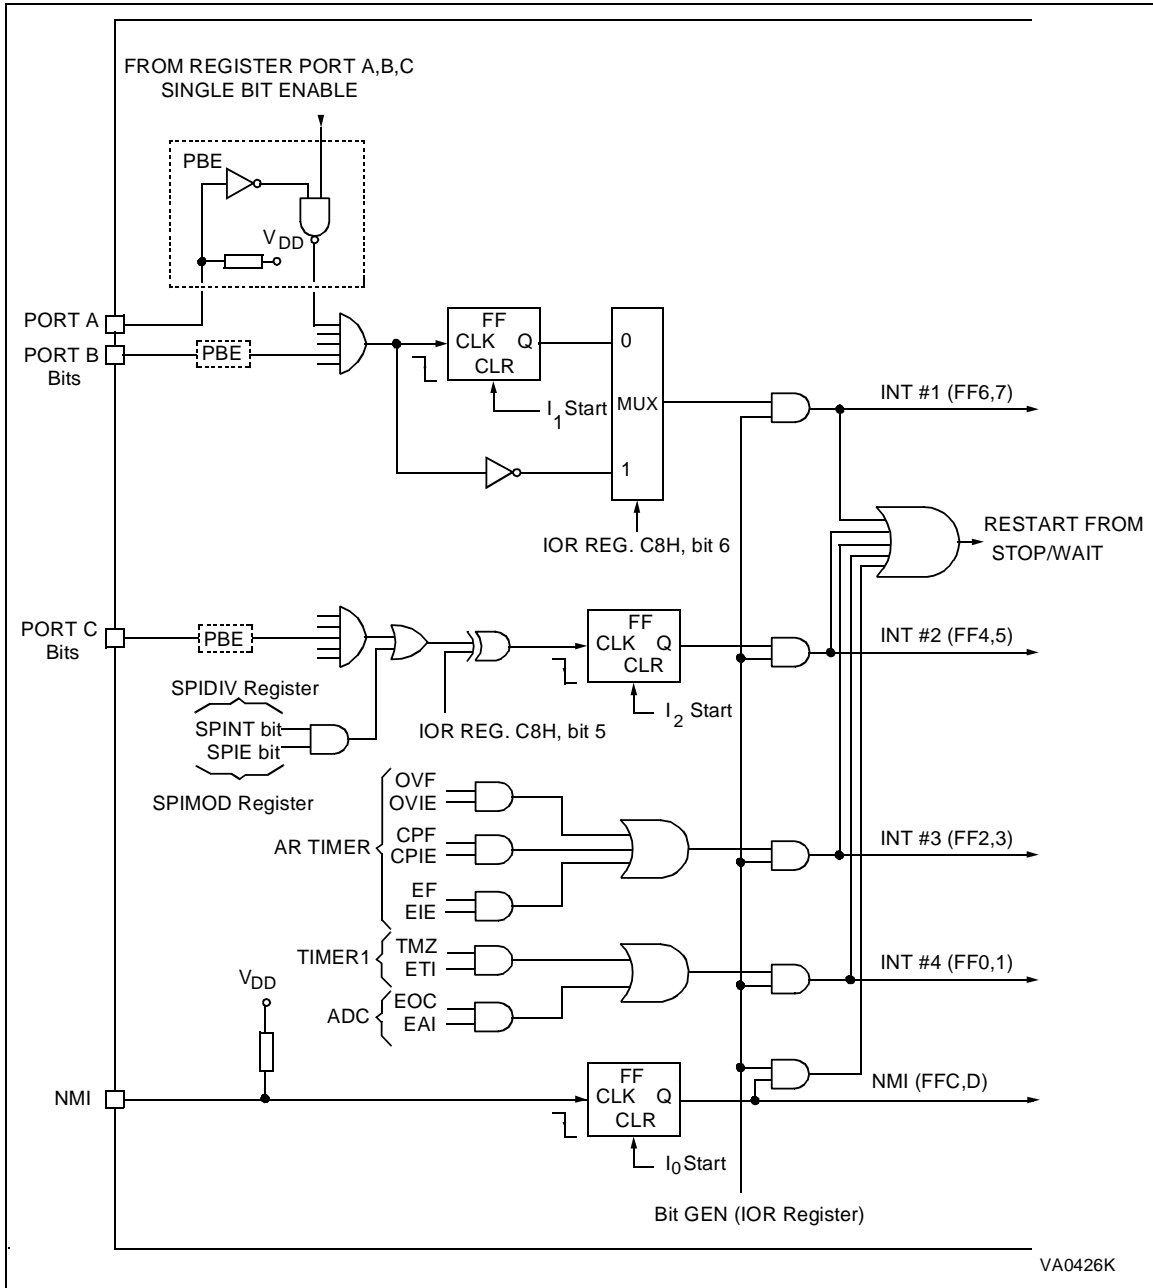 FROM REGISTER PORT A,B,C
SINGLE BIT ENABLE
PBE
VDD
PORT A
PORT B
Bits
PBE
FF
CLK Q
CLR
I1 Start
0
MUX
1
IOR REG. C8H, bit 6
INT #1 (FF6,7)
RESTART FROM
STOP/WAIT
PORT C
Bits
PBE
FF
CLK Q
CLR
I2 Start
INT #2 (FF4,5)
SPIDIV Register
SPINT bit
SPIE bit
SPIMOD Register
IOR REG. C8H, bit 5
AR TIMER
OVF
OVIE
CPF
CPIE
EF
EIE
INT #3 (FF2,3)
TIMER1
TMZ
ETI
ADC
EOC
EAI
INT #4 (FF0,1)
VDD
NMI
FF
CLK Q
CLR
I0 Start
NMI (FFC,D)
Bit GEN (IOR Register)
VA0426K